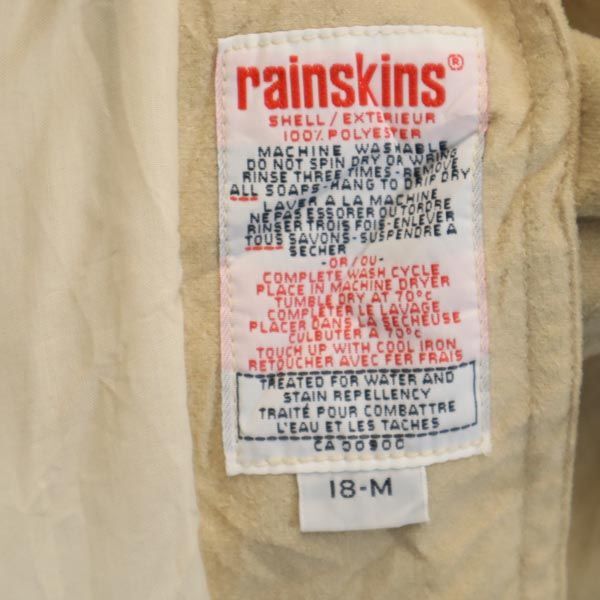 rainskins®
SHELL/EXTERIEUR
100% POLYESTER
MACHINE WASHABLE
DO NOT SPIN DRY OR WRING
RINSE THREE TIMES-REMOVE
ALL SOAPS-HANG TO DRIP DRY
LAVER A LA MACHINE
NE PAS ESSORER OU TORDRE
RINSER TROIS FOIS-ENLEVER
TOUS SAVONS-SUSPENDRE A
SECHER
-OR/OU-
COMPLETE WASH CYCLE
PLACE IN MACHINE DRYER
TUMBLE DRY AT 70°C
COMPLETER LE LAVAGE
PLACER DANS LA SECHEUSE
CULBUTER A 70°C
TOUCH UP WITH COOL IRON
RETOUCHER AVEC FER FRAIS
TREATED FOR WATER AND
STAIN REPELLENCY
TRAITÉ POUR COMBATTRE
L'EAU ET LES TACHES
CA 00900
18-M